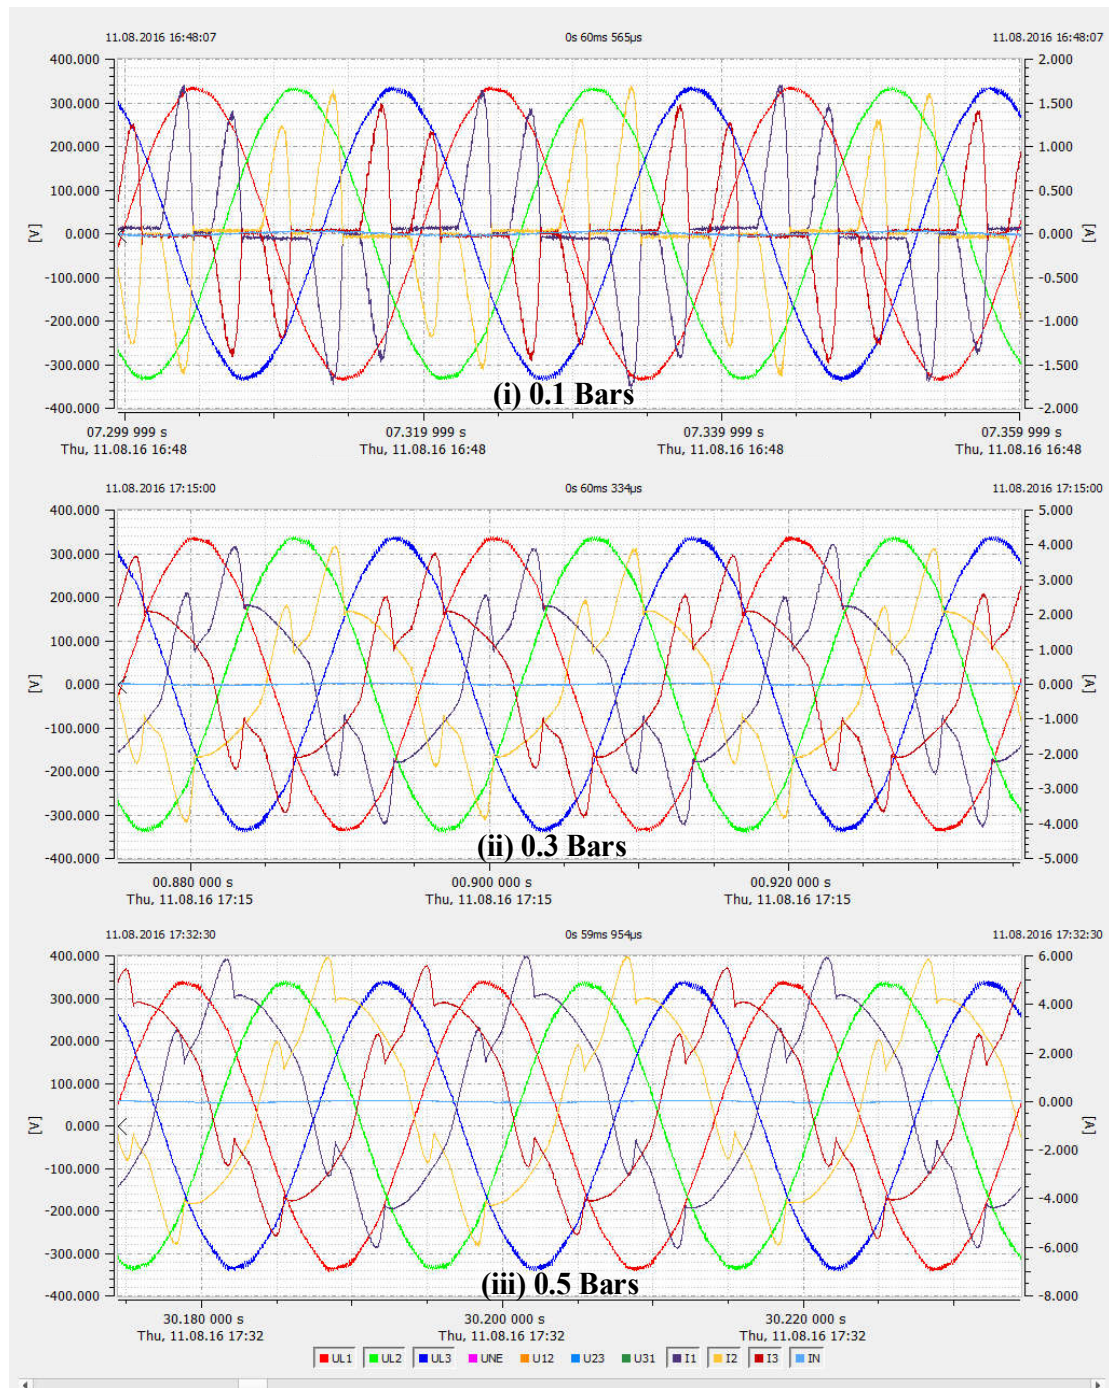 11.08.2016 16:48:07 0s 60ms 565µs 11.08.2016 16:48:07
400.000 2.000
300.000 1.500
200.000 1.000
100.000 0.500
[V] 0.000 0.000 [A]
-100.000 -0.500
-200.000 -1.000
-300.000 -1.500
-400.000 -2.000
(i) 0.1 Bars
07.299 999 s 07.319 999 s 07.339 999 s 07.359 999 s
Thu, 11.08.16 16:48 Thu, 11.08.16 16:48 Thu, 11.08.16 16:48 Thu, 11.08.16 16:48
11.08.2016 17:15:00 0s 60ms 334µs 11.08.2016 17:15:00
400.000 5.000
300.000 4.000
200.000 3.000
100.000 2.000
[V] 0.000 1.000
-100.000 0.000 [A]
-200.000 -1.000
-300.000 -2.000
-400.000 -3.000
-4.000
-5.000
(ii) 0.3 Bars
00.880 000 s 00.900 000 s 00.920 000 s
Thu, 11.08.16 17:15 Thu, 11.08.16 17:15 Thu, 11.08.16 17:15
11.08.2016 17:32:30 0s 59ms 954µs 11.08.2016 17:32:30
400.000 6.000
300.000 4.000
200.000 2.000
100.000 0.000 [A]
[V] 0.000 -2.000
-100.000 -4.000
-200.000 -6.000
-300.000 -8.000
-400.000
(iii) 0.5 Bars
30.180 000 s 30.200 000 s 30.220 000 s
Thu, 11.08.16 17:32 Thu, 11.08.16 17:32 Thu, 11.08.16 17:32
UL1 UL2 UL3 UNE U12 U23 U31 I1 I2 I3 IN